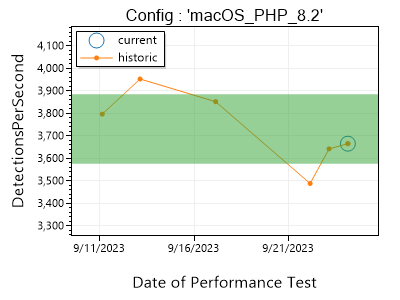 Config : 'macOS_PHP_8.2'
current
historic
DetectionsPerSecond
4,100
4,000
3,900
3,800
3,700
3,600
3,500
3,400
3,300
9/11/2023 9/16/2023 9/21/2023
Date of Performance Test